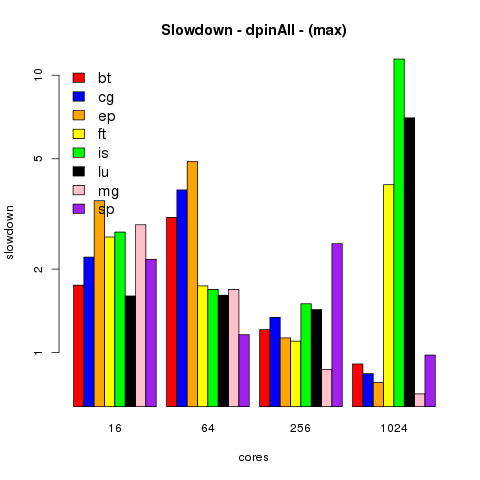 Slowdown - dpinAll - (max)
slowdown
10
5
2
1
bt
cg
ep
ft
is
lu
mg
sp
16 64 256 1024
cores